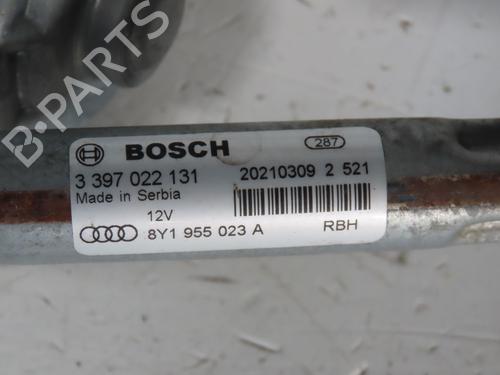 B-PARTS
BOSCH 287
3 397 022 131 20210309 2 521
Made in Serbia
12V
8Y1 955 023 A RBH